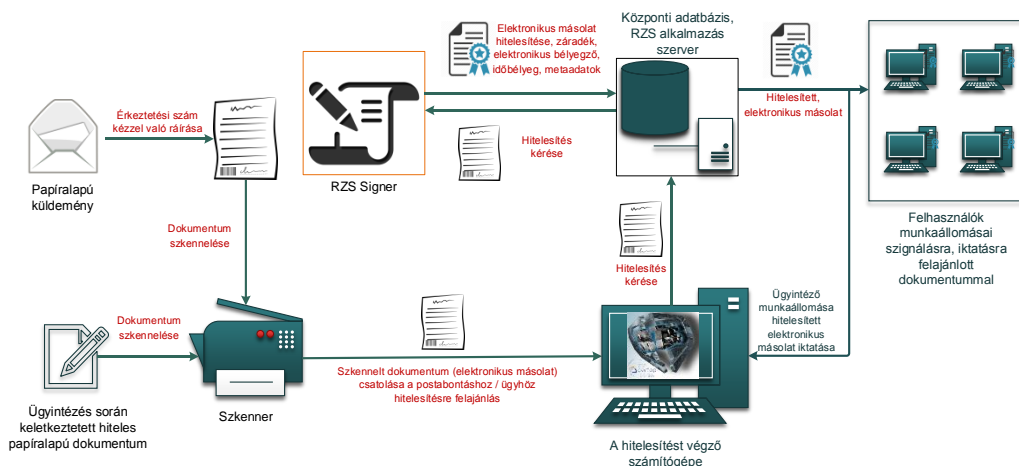 Elektronikus másolat
hitelesítése, záradék,
elektronikus bélyegző,
időbélyeg, metaadatok
Központi adatbázis,
RZS alkalmazás
szerver
Érkeztetési szám
kézzel való ráírása
Hitelesített,
elektronikus másolat
Hitelesítés
kérése
Papíralapú
küldemény
RZS Signer
Felhasználók
munkaállomásai
szignálásra, iktatásra
felajánlott
dokumentummal
Dokumentum
szkennelése
Hitelesítés
kérése
Ügyintéző
munkaállomása
hitelesített
elektronikus
másolat iktatása
Dokumentum
szkennelése
Szkennelt dokumentum (elektronikus másolat)
csatolása a postabontáshoz / ügyhöz
hitelesítésre felajánlás
Ügyintézés során
keletkeztetett hiteles
papíralapú dokumentum
Szkenner
A hitelesítést végző
számítógépe